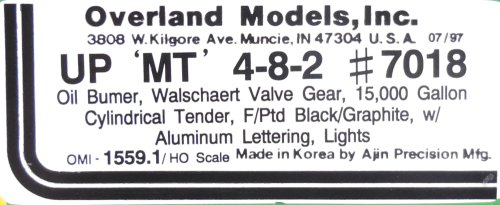 Overland Models, Inc.
3808 W. Kilgore Ave. Muncie, IN 47304 U.S.A. 07/97
UP 'MT' 4-8-2 #7018
Oil Bumer, Walschaert Valve Gear, 15,000 Gallon
Cylindrical Tender, F/Ptd Black/Graphite, w/
Aluminum Lettering, Lights
OMI - 1559.1/ HO Scale Made in Korea by Ajin Precision Mfg.